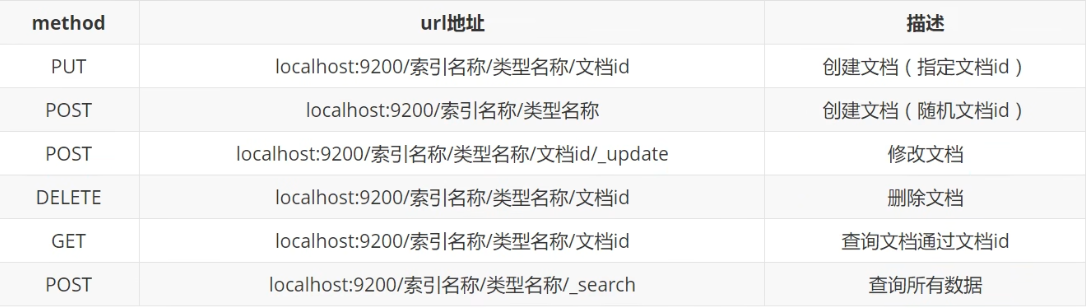 method url地址 描述
PUT localhost:9200/索引名称/类型名称/文档id 创建文档（指定文档id）
POST localhost:9200/索引名称/类型名称 创建文档（随机文档id）
POST localhost:9200/索引名称/类型名称/文档id/_update 修改文档
DELETE localhost:9200/索引名称/类型名称/文档id 删除文档
GET localhost:9200/索引名称/类型名称/文档id 查询文档通过文档id
POST localhost:9200/索引名称/类型名称/_search 查询所有数据